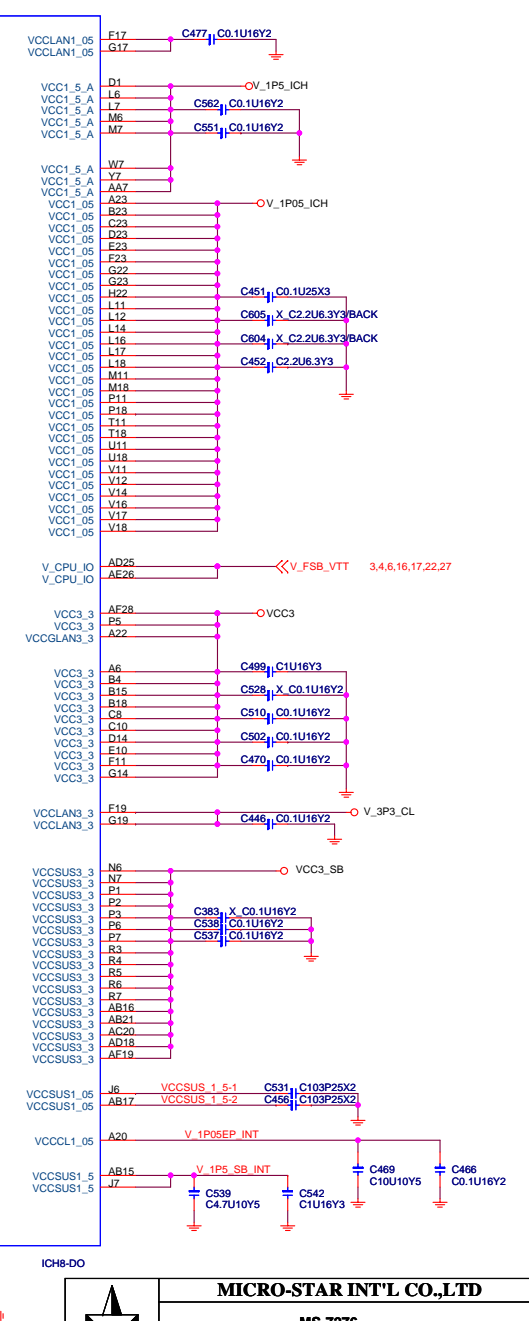 VCCLAN1_05 F17 C477 C0.1U16Y2
VCCLAN1_05 G17
VCC1_5_A D1 V_1P5_ICH
VCC1_5_A L6
VCC1_5_A L7 C562 C0.1U16Y2
VCC1_5_A M6
VCC1_5_A M7 C551 C0.1U16Y2
VCC1_5_A W7
VCC1_5_A Y7
VCC1_5_A AA7
VCC1_05 A23 V_1P05_ICH
VCC1_05 B23
VCC1_05 C23
VCC1_05 D23
VCC1_05 E23
VCC1_05 F23
VCC1_05 G22
VCC1_05 G23
VCC1_05 H22 C451 C0.1U25X3
VCC1_05 L11
VCC1_05 L12 C605 X_C2.2U6.3Y3/BACK
VCC1_05 L14
VCC1_05 L16 C604 X_C2.2U6.3Y3/BACK
VCC1_05 L17
VCC1_05 L18 C452 C2.2U6.3Y3
VCC1_05 M11
VCC1_05 M18
VCC1_05 P11
VCC1_05 P18
VCC1_05 T11
VCC1_05 T18
VCC1_05 U11
VCC1_05 U18
VCC1_05 V11
VCC1_05 V12
VCC1_05 V14
VCC1_05 V16
VCC1_05 V17
VCC1_05 V18
V_CPU_IO AD25 V_FSB_VTT 3,4,6,16,17,22,27
V_CPU_IO AE26
VCC3_3 AF28 VCC3
VCC3_3 P5
VCCGLAN3_3 A22
VCC3_3 A6 C499 C1U16Y3
VCC3_3 B4
VCC3_3 B15 C528 X_C0.1U16Y2
VCC3_3 B18
VCC3_3 C8 C510 C0.1U16Y2
VCC3_3 C10
VCC3_3 D14 C502 C0.1U16Y2
VCC3_3 E10
VCC3_3 F11 C470 C0.1U16Y2
VCC3_3 G14
VCCLAN3_3 F19 V_3P3_CL
VCCLAN3_3 G19 C446 C0.1U16Y2
VCCSUS3_3 N6 VCC3_SB
VCCSUS3_3 N7
VCCSUS3_3 P1
VCCSUS3_3 P2
VCCSUS3_3 P3 C383 X_C0.1U16Y2
VCCSUS3_3 P6 C538 C0.1U16Y2
VCCSUS3_3 P7 C537 C0.1U16Y2
VCCSUS3_3 R3
VCCSUS3_3 R4
VCCSUS3_3 R5
VCCSUS3_3 R6
VCCSUS3_3 R7
VCCSUS3_3 AB16
VCCSUS3_3 AB21
VCCSUS3_3 AC20
VCCSUS3_3 AD18
VCCSUS3_3 AF19
VCCSUS1_05 J6 VCCSUS_1_5-1 C531 C103P25X2
VCCSUS1_05 AB17 VCCSUS_1_5-2 C456 C103P25X2
VCCCL1_05 A20 V_1P05EP_INT
C469 C466
C10U10Y5 C0.1U16Y2
VCCSUS1_5 AB15 V_1P5_SB_INT
VCCSUS1_5 J7
C539 C542
C4.7U10Y5 C1U16Y3
ICH8-DO
MICRO-STAR INT'L CO.,LTD